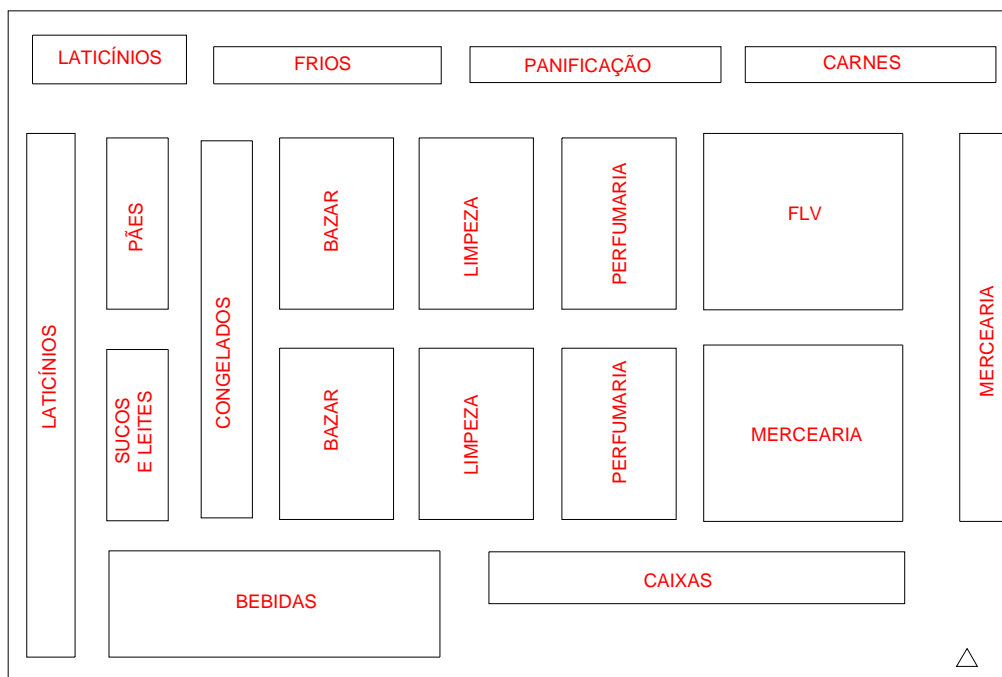 LATICÍNIOS
FRIOS
PANIFICAÇÃO
CARNES
LATICÍNIOS
PÃES
SUCOS
E LEITES
CONGELADOS
BAZAR
BAZAR
LIMPEZA
LIMPEZA
PERFUMARIA
PERFUMARIA
FLV
MERCEARIA
MERCEARIA
BEBIDAS
CAIXAS